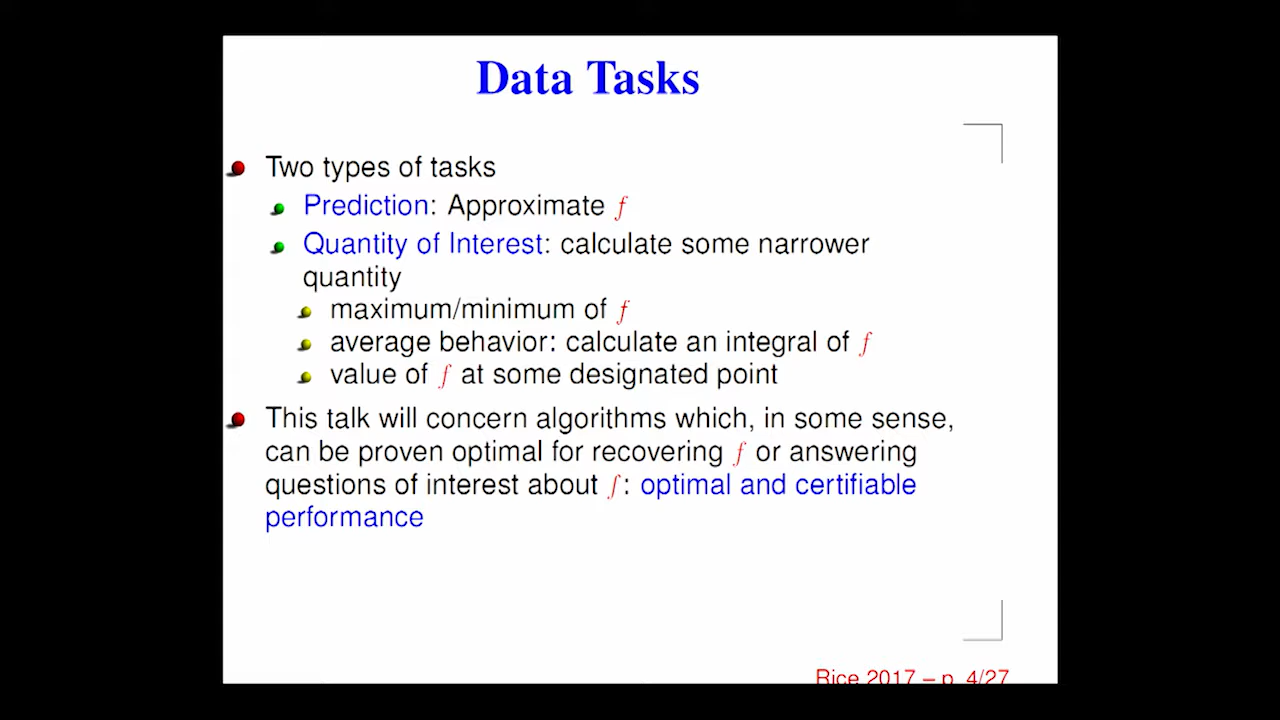 Data Tasks
Two types of tasks
Prediction: Approximate f
Quantity of Interest: calculate some narrower
quantity
maximum/minimum of f
average behavior: calculate an integral of f
value of f at some designated point
This talk will concern algorithms which, in some sense,
can be proven optimal for recovering f or answering
questions of interest about f: optimal and certifiable
performance
Rice 2017 – p. 4/27